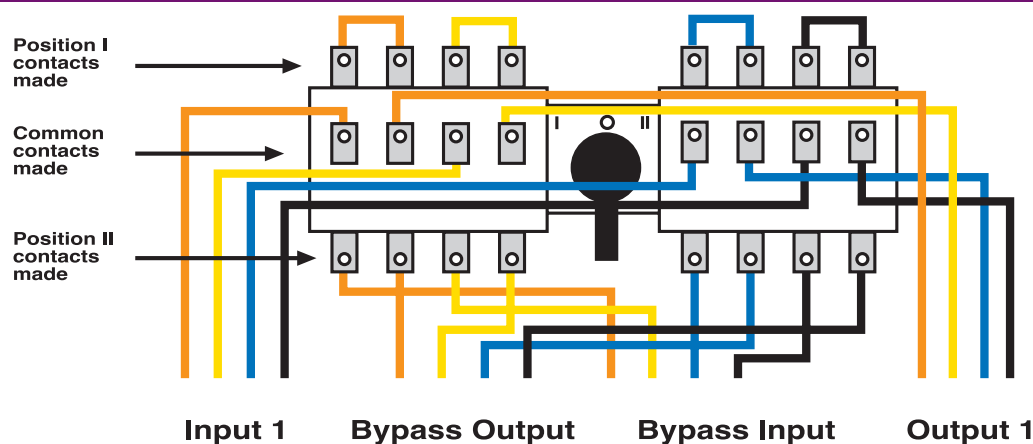 Position I
contacts
made
Common
contacts
made
I O II
Position II
contacts
made
Input 1 Bypass Output Bypass Input Output 1